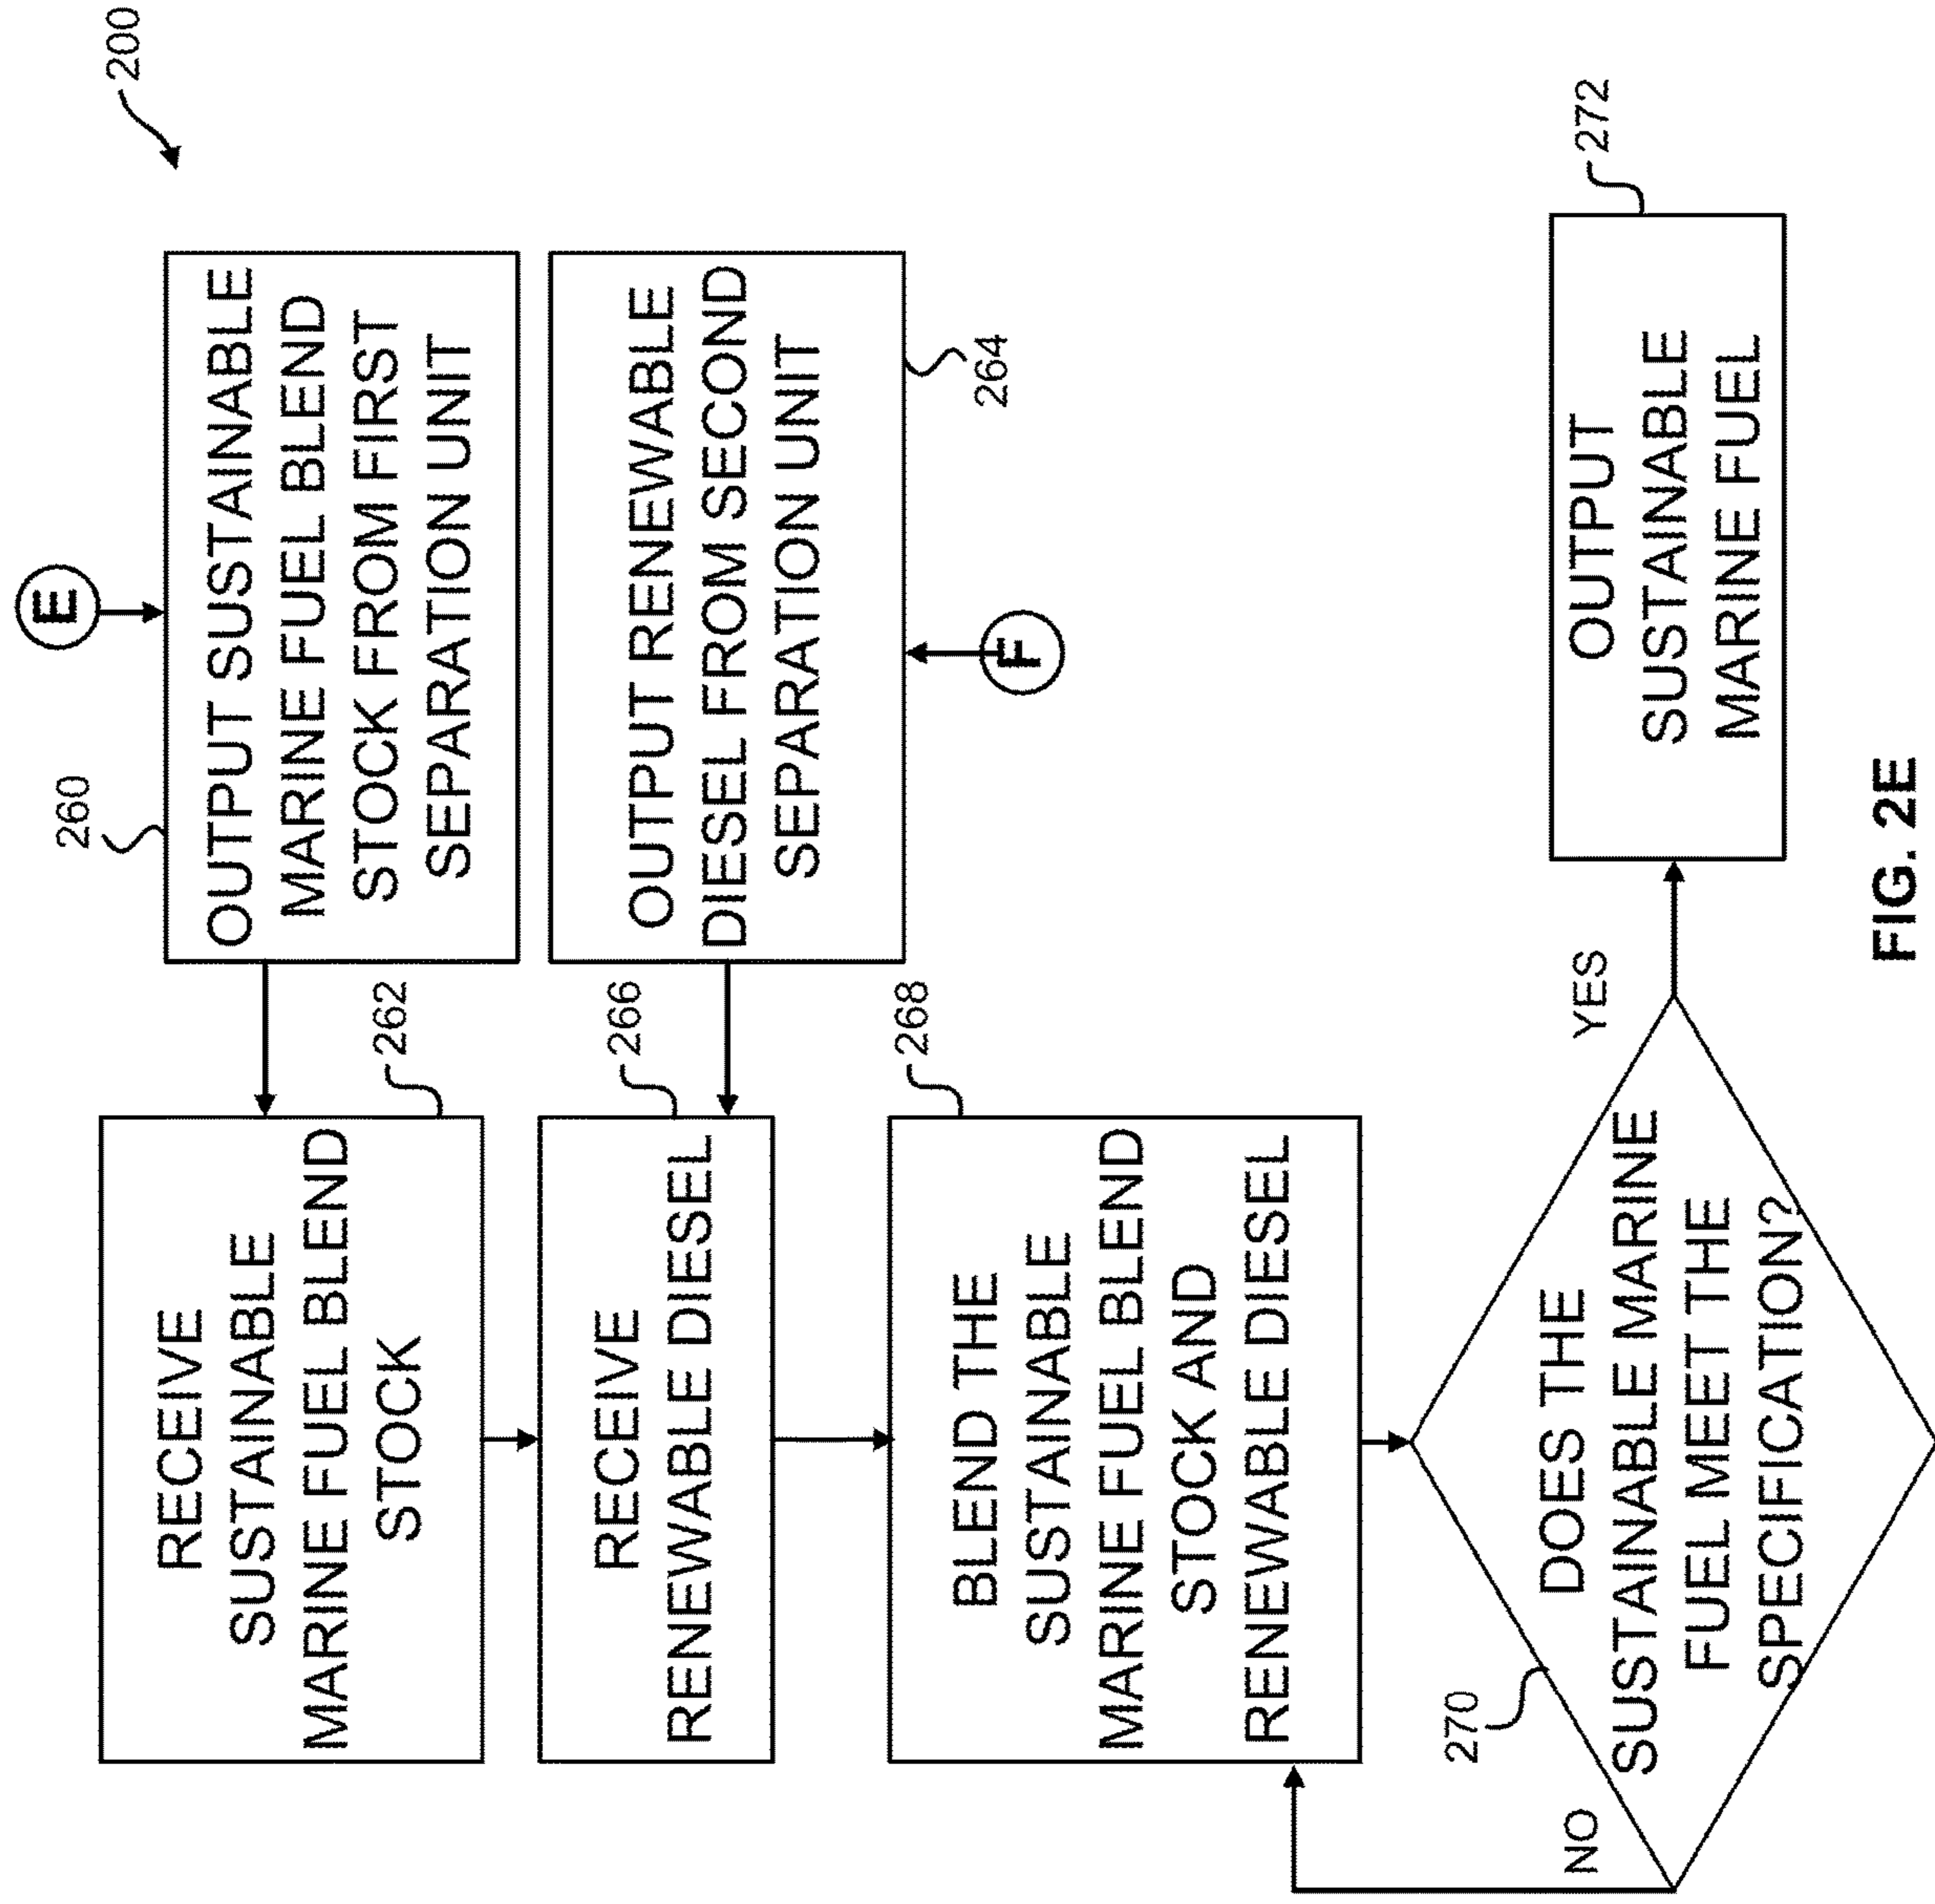 200
E
260
OUTPUT SUSTAINABLE
MARINE FUEL BLEND
STOCK FROM FIRST
SEPARATION UNIT
262
RECEIVE
SUSTAINABLE
MARINE FUEL BLEND
STOCK
OUTPUT RENEWABLE
DIESEL FROM SECOND
SEPARATION UNIT
264
F
266
RECEIVE
RENEWABLE DIESEL
268
BLEND THE
SUSTAINABLE
MARINE FUEL BLEND
STOCK AND
RENEWABLE DIESEL
270
DOES THE
SUSTAINABLE MARINE
FUEL MEET THE
SPECIFICATION?
NO
YES
272
OUTPUT
SUSTAINABLE
MARINE FUEL
FIG. 2E